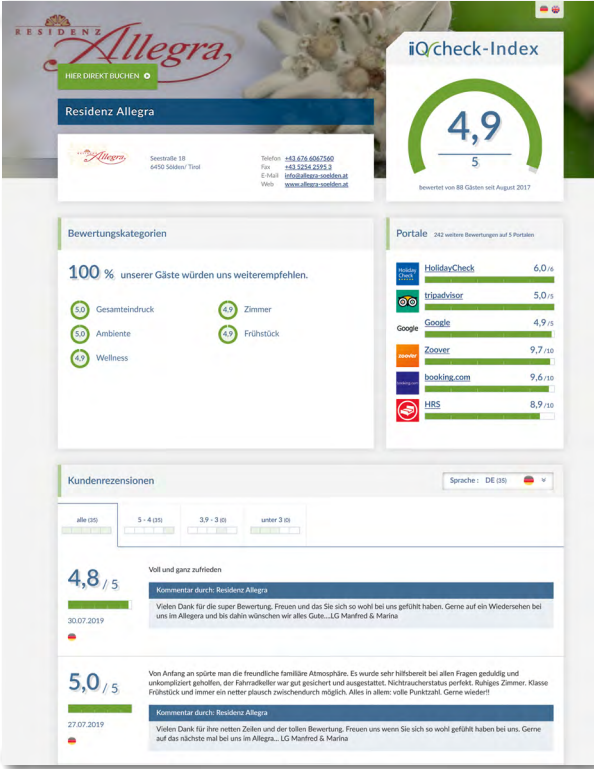 RESIDENZ
Allegra
HIER DIREKT BUCHEN
Residenz Allegra
Allegra
Seestraße 18
6450 Sölden/ Tirol
Telefon +43 676 6067560
Fax +43 5254 2595 3
E-Mail info@allegra-soelden.at
Web www.allegra-soelden.at
iQcheck-Index
4,9
5
bewertet von 88 Gästen seit August 2017
Bewertungskategorien
100 % unserer Gäste würden uns weiterempfehlen.
5,0 Gesamteindruck
4,9 Zimmer
5,0 Ambiente
4,9 Frühstück
4,9 Wellness
Portale 242 weitere Bewertungen auf 5 Portalen
Holiday Check HolidayCheck 6,0/6
tripadvisor 5,0/5
Google Google 4,9/5
zoover Zoover 9,7/10
booking.com booking.com 9,6/10
HRS 8,9/10
Kundenrezensionen
Sprache : DE (35)
alle (35)
5 - 4 (35)
3,9 - 3 (0)
unter 3 (0)
4,8 / 5
30.07.2019
Voll und ganz zufrieden
Kommentar durch: Residenz Allegra
Vielen Dank für die super Bewertung. Freuen und das Sie sich so wohl bei uns gefühlt haben. Gerne auf ein Wiedersehen bei
uns im Allegera und bis dahin wünschen wir alles Gute....LG Manfred & Marina
5,0 / 5
27.07.2019
Von Anfang an spürte man die freundliche familiäre Atmosphäre. Es wurde sehr hilfsbereit bei allen Fragen geduldig und
unkompliziert geholfen, der Fahrradkeller war gut gesichert und ausgestattet. Nichtraucherstatus perfekt. Ruhiges Zimmer. Klasse
Frühstück und immer ein netter plausch zwischendurch möglich. Alles in allem: volle Punktzahl. Gerne wieder!!
Kommentar durch: Residenz Allegra
Vielen Dank für ihre netten Zeilen und der tollen Bewertung. Freuen uns wenn Sie sich so wohl gefühlt haben bei uns. Gerne
auf das nächste mal bei uns im Allegra... LG Manfred & Marina